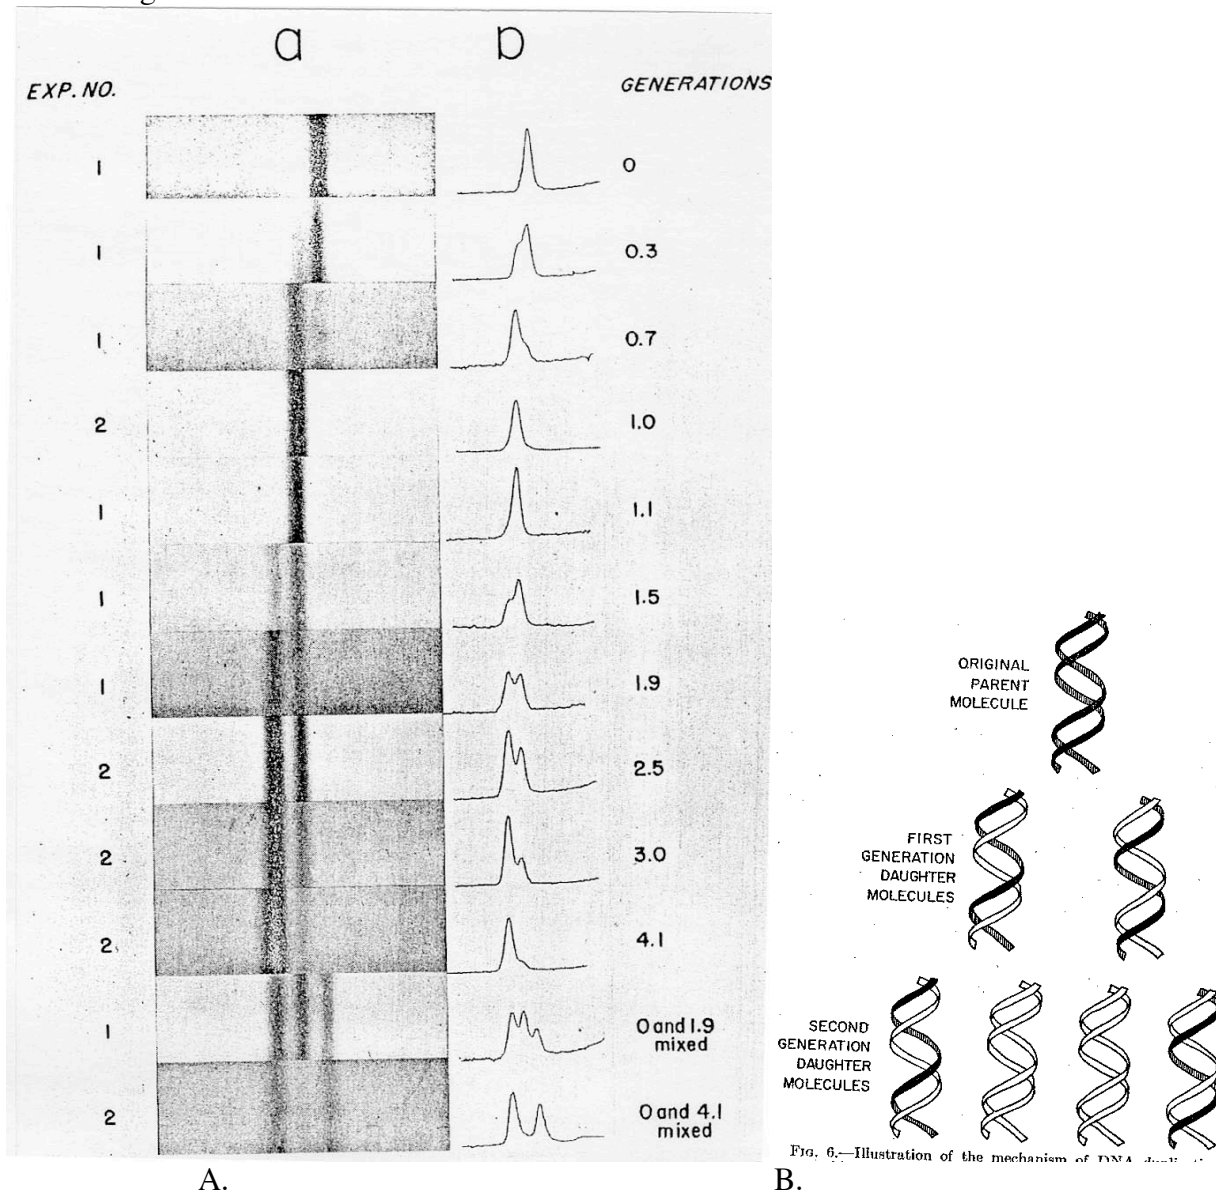 a b
EXP. NO. GENERATIONS
1 0
1 0.3
1 0.7
2 1.0
1 1.1
1 1.5
1 1.9
2 2.5
2 3.0
2 4.1
1 0 and 1.9
mixed
2 0 and 4.1
mixed
A.
ORIGINAL
PARENT
MOLECULE
FIRST
GENERATION
DAUGHTER
MOLECULES
SECOND
GENERATION
DAUGHTER
MOLECULES
FIG. 6.—Illustration of the mechanism of DNA
B.